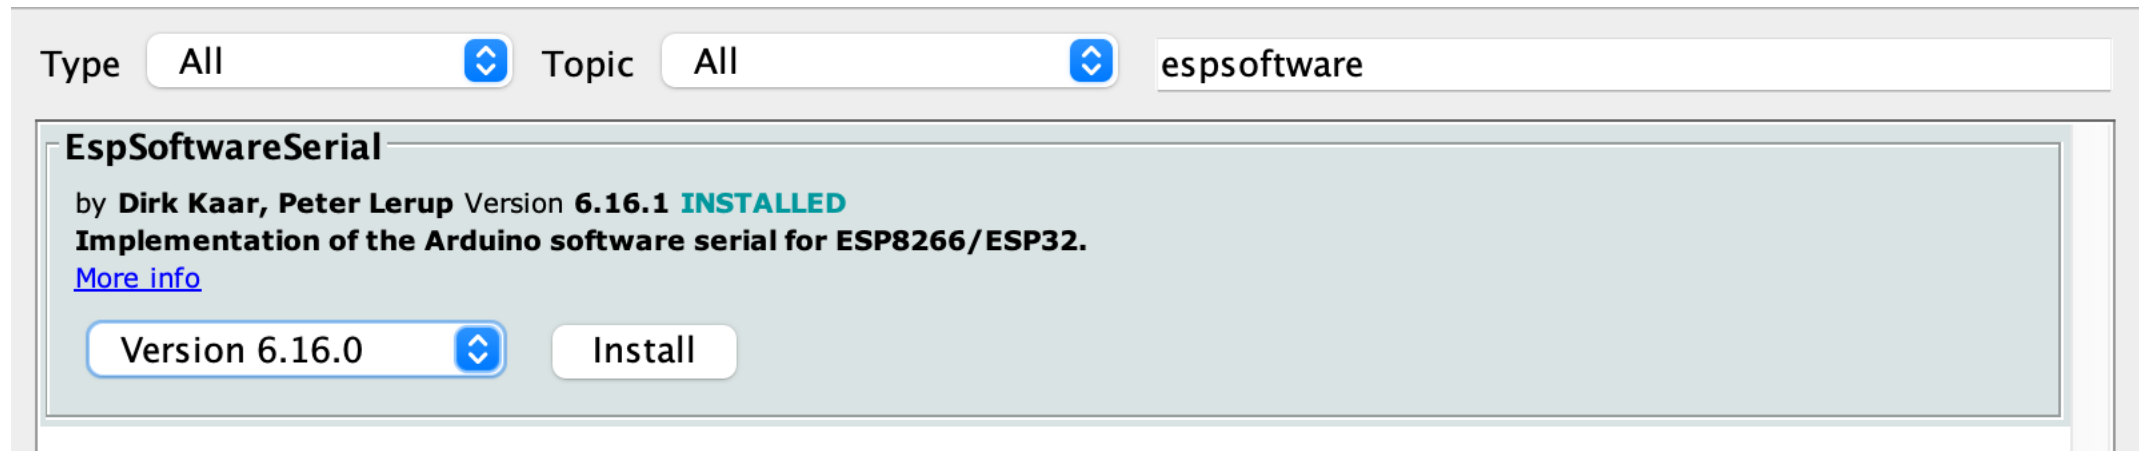 Type All Topic All espsoftware
EspSoftwareSerial
by Dirk Kaar, Peter Lerup Version 6.16.1 INSTALLED
Implementation of the Arduino software serial for ESP8266/ESP32.
More info
Version 6.16.0 Install